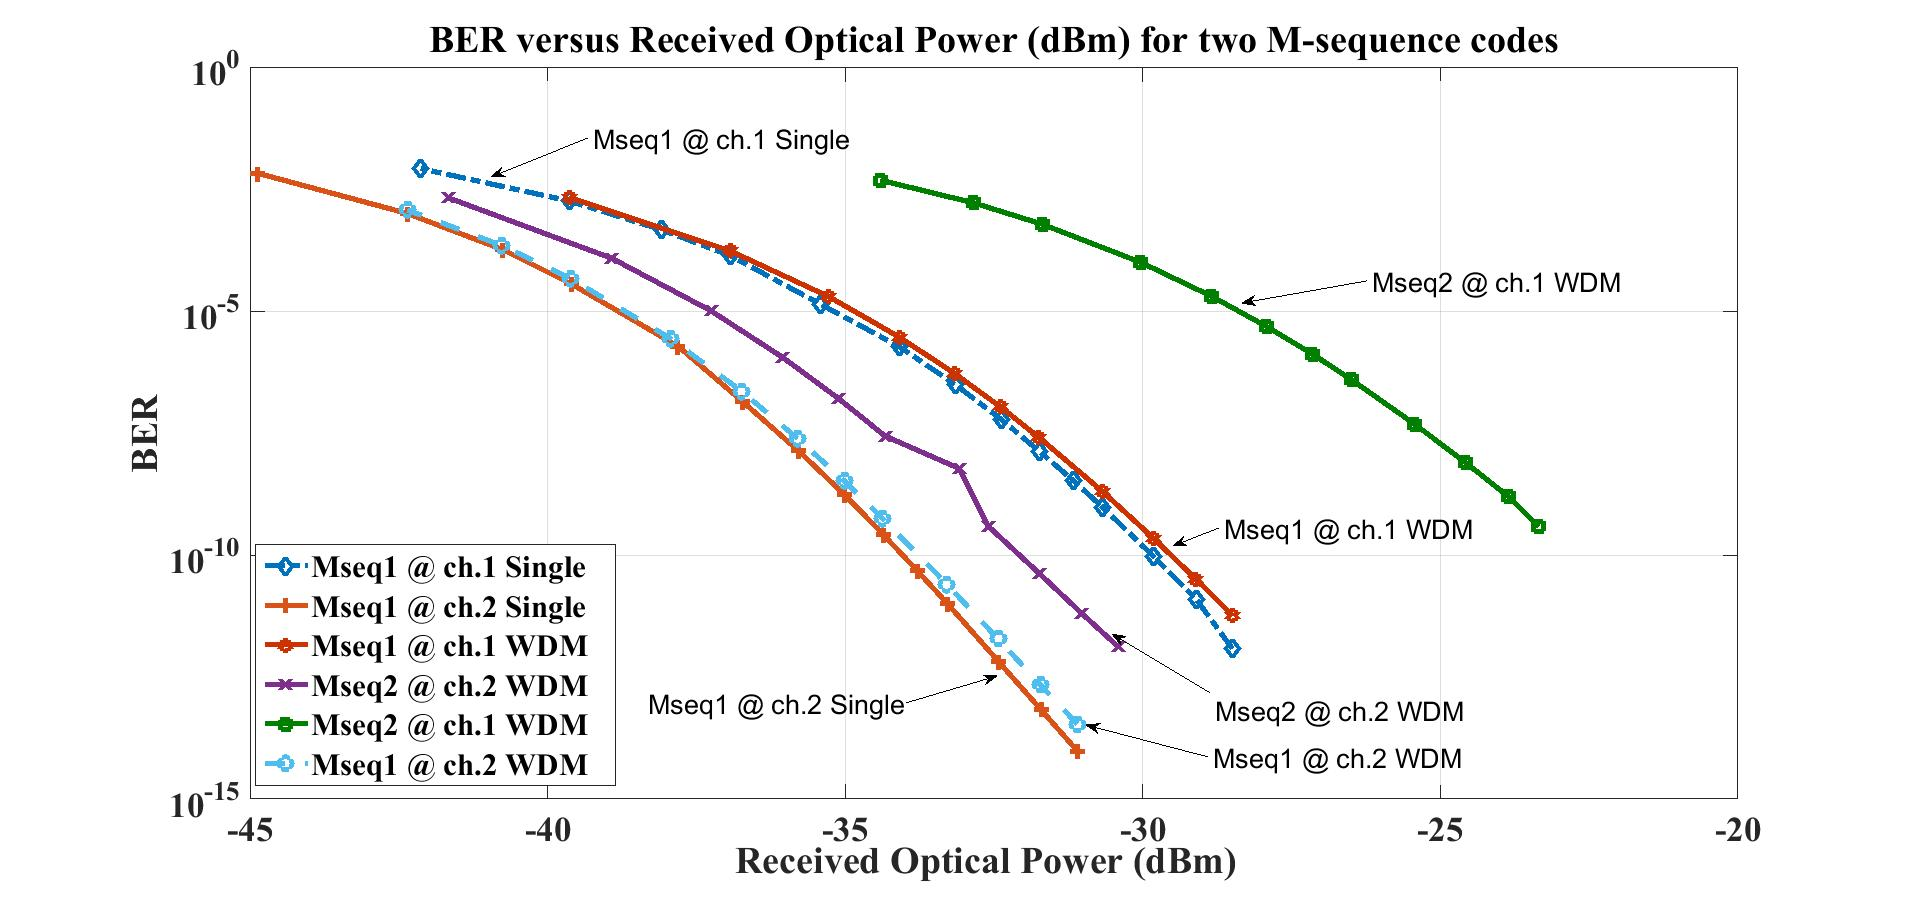 BER versus Received Optical Power (dBm) for two M-sequence codes
10^0
10^-5
10^-10
10^-15
BER
Mseq1 @ ch.1 Single
Mseq2 @ ch.1 WDM
Mseq1 @ ch.1 WDM
Mseq1 @ ch.2 Single
Mseq2 @ ch.2 WDM
Mseq1 @ ch.2 WDM
Mseq1 @ ch.1 Single
Mseq1 @ ch.2 Single
Mseq1 @ ch.1 WDM
Mseq2 @ ch.2 WDM
Mseq2 @ ch.1 WDM
Mseq1 @ ch.2 WDM
-45 -40 -35 -30 -25 -20
Received Optical Power (dBm)